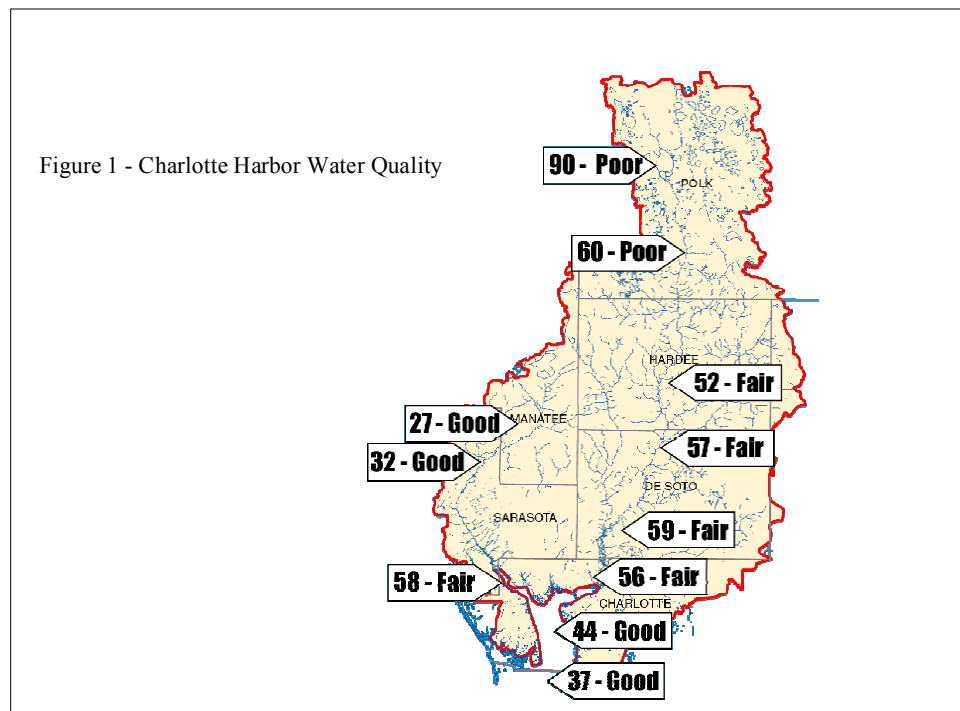 Figure 1 - Charlotte Harbor Water Quality
90 - Poor
POLK
60 - Poor
HARDEE
52 - Fair
27 - Good
MANATEE
32 - Good
57 - Fair
DE SOTO
SARASOTA
59 - Fair
58 - Fair
56 - Fair
CHARLOTTE
44 - Good
37 - Good